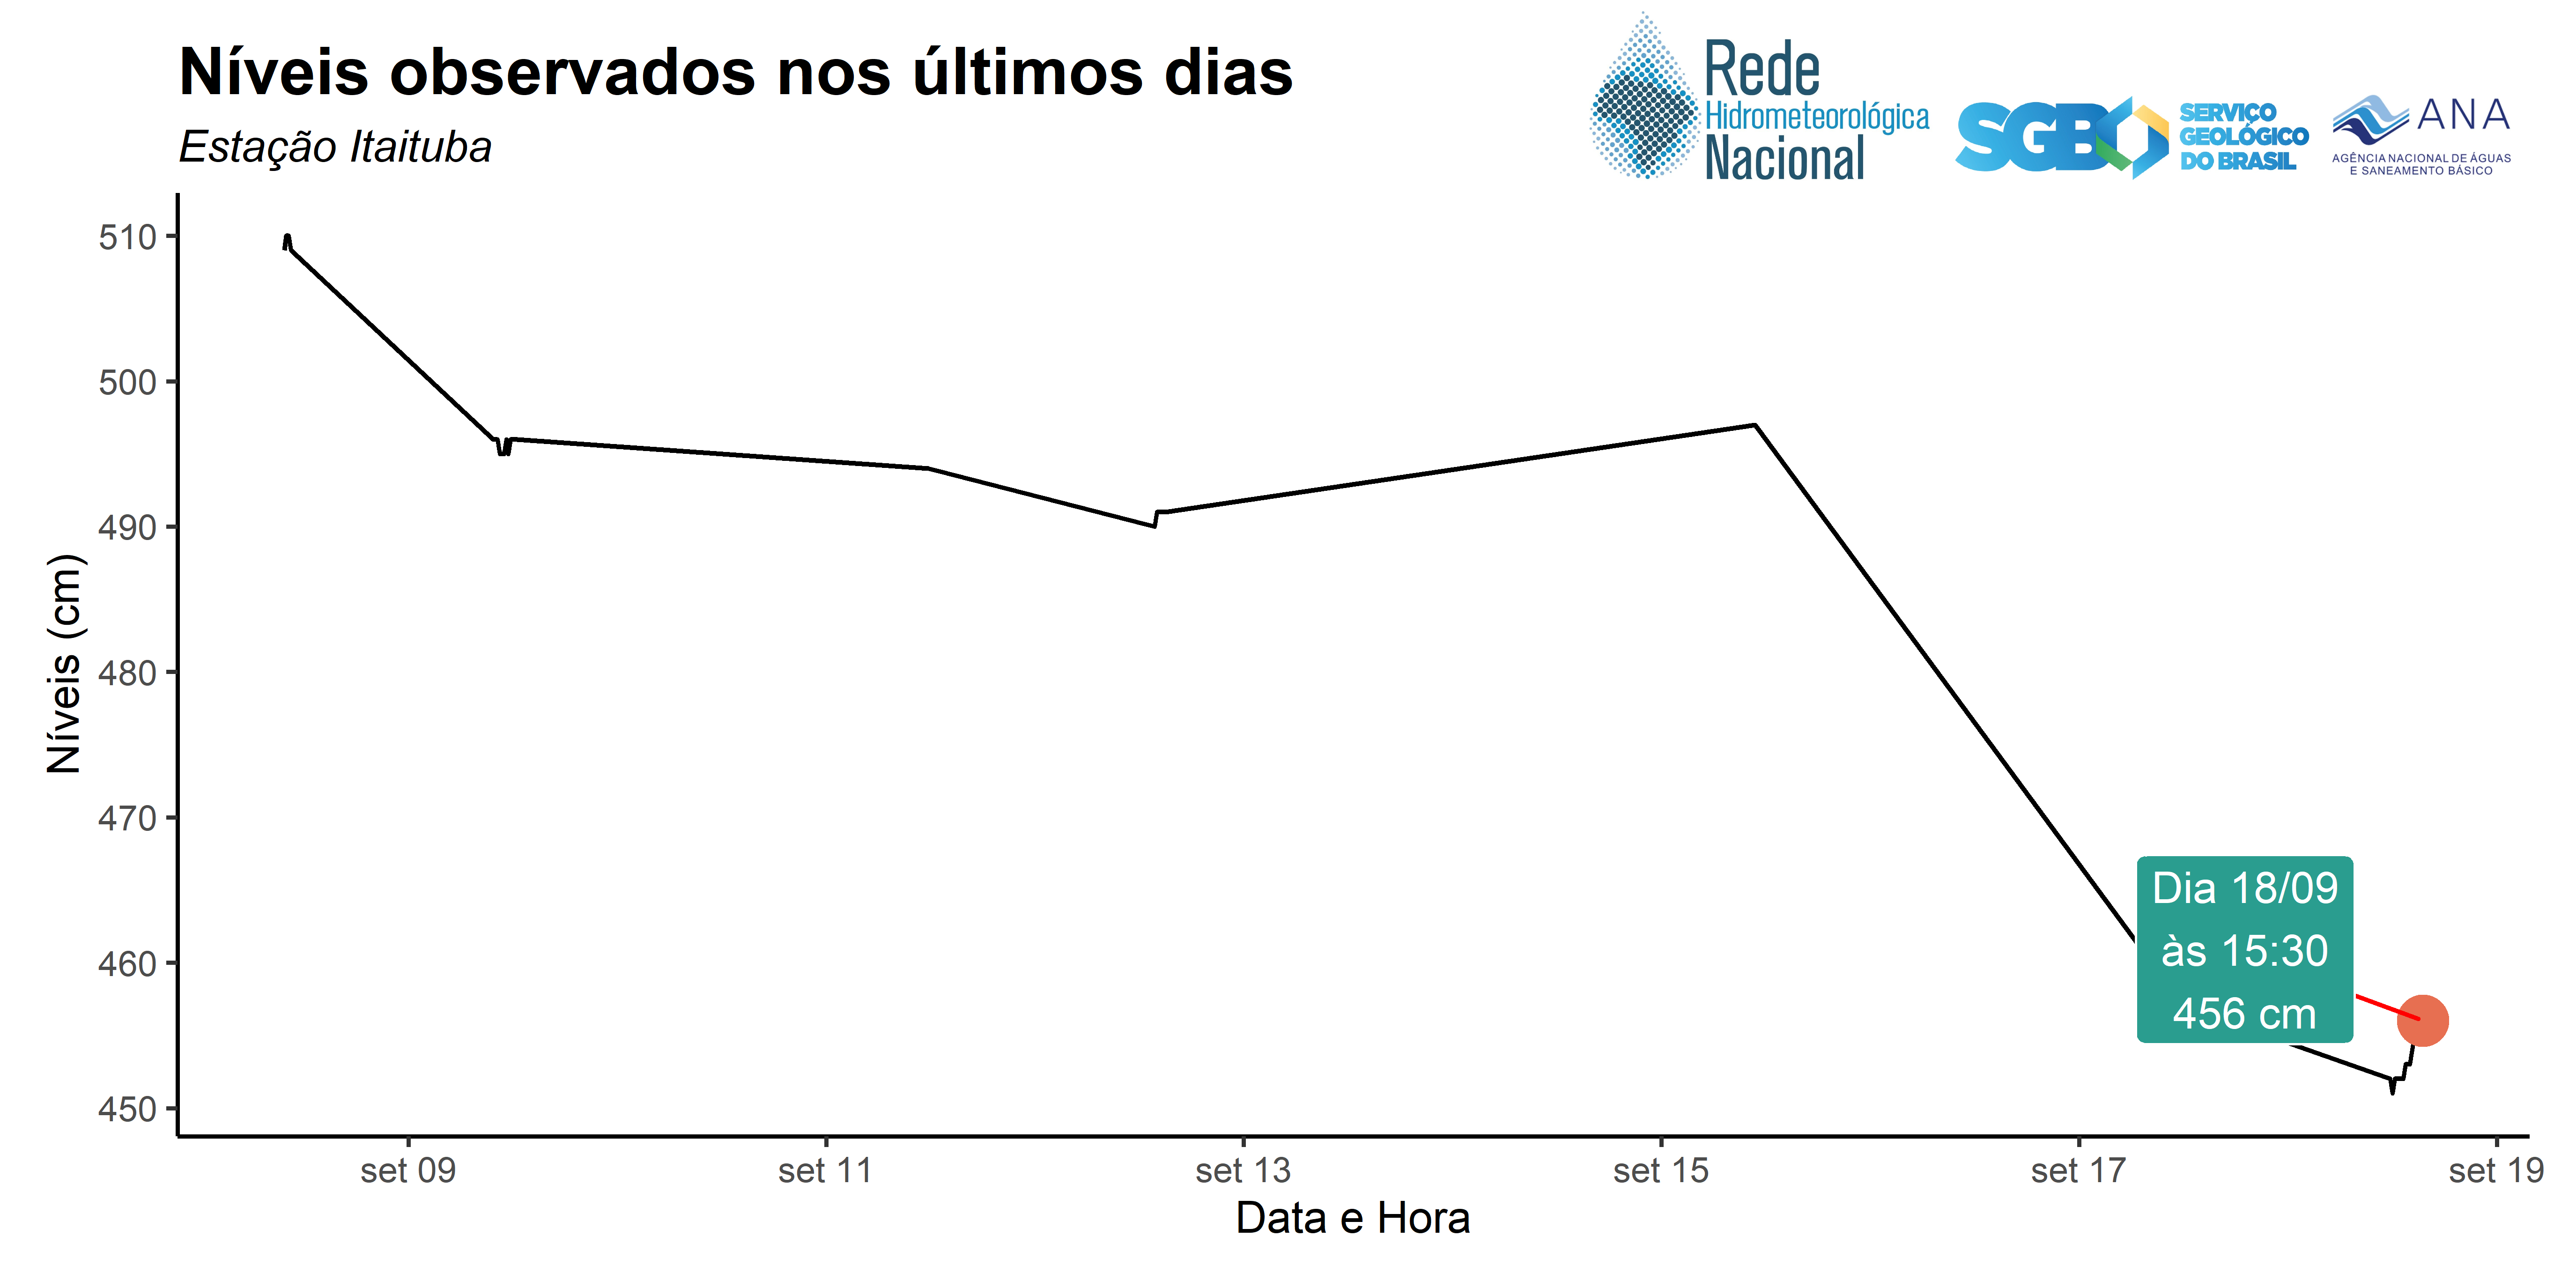 Níveis observados nos últimos dias
Estação Itaituba
Rede
Hidrometeorológica
Nacional
SGB
SERVIÇO
GEOLÓGICO
DO BRASIL
ANA
AGÊNCIA NACIONAL DE ÁGUAS
E SANEAMENTO BÁSICO
Níveis (cm)
510
500
490
480
470
460
450
Dia 18/09
às 15:30
456 cm
set 09
set 11
set 13
set 15
set 17
set 19
Data e Hora